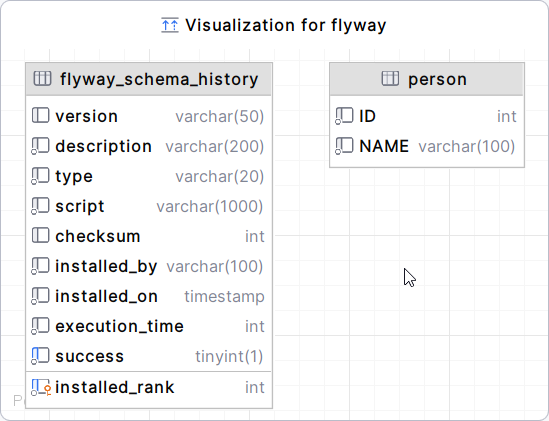 Visualization for flyway
flyway_schema_history
version varchar(50)
description varchar(200)
type varchar(20)
script varchar(1000)
checksum int
installed_by varchar(100)
installed_on timestamp
execution_time int
success tinyint(1)
installed_rank int
person
ID int
NAME varchar(100)